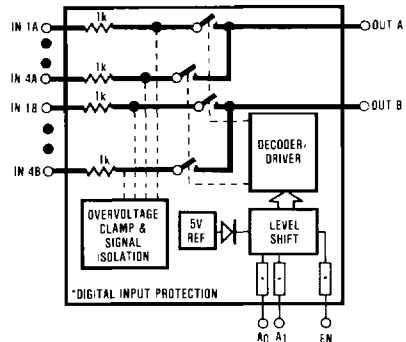 1k
IN 1A
OUT A
1k
IN 4A
IN 1B
OUT B
1k
IN 4B
DECODER/
DRIVER
OVERVOLTAGE
CLAMP &
SIGNAL
ISOLATION
5V
REF
LEVEL
SHIFT
* * *
*DIGITAL INPUT PROTECTION
A0 A1 EN